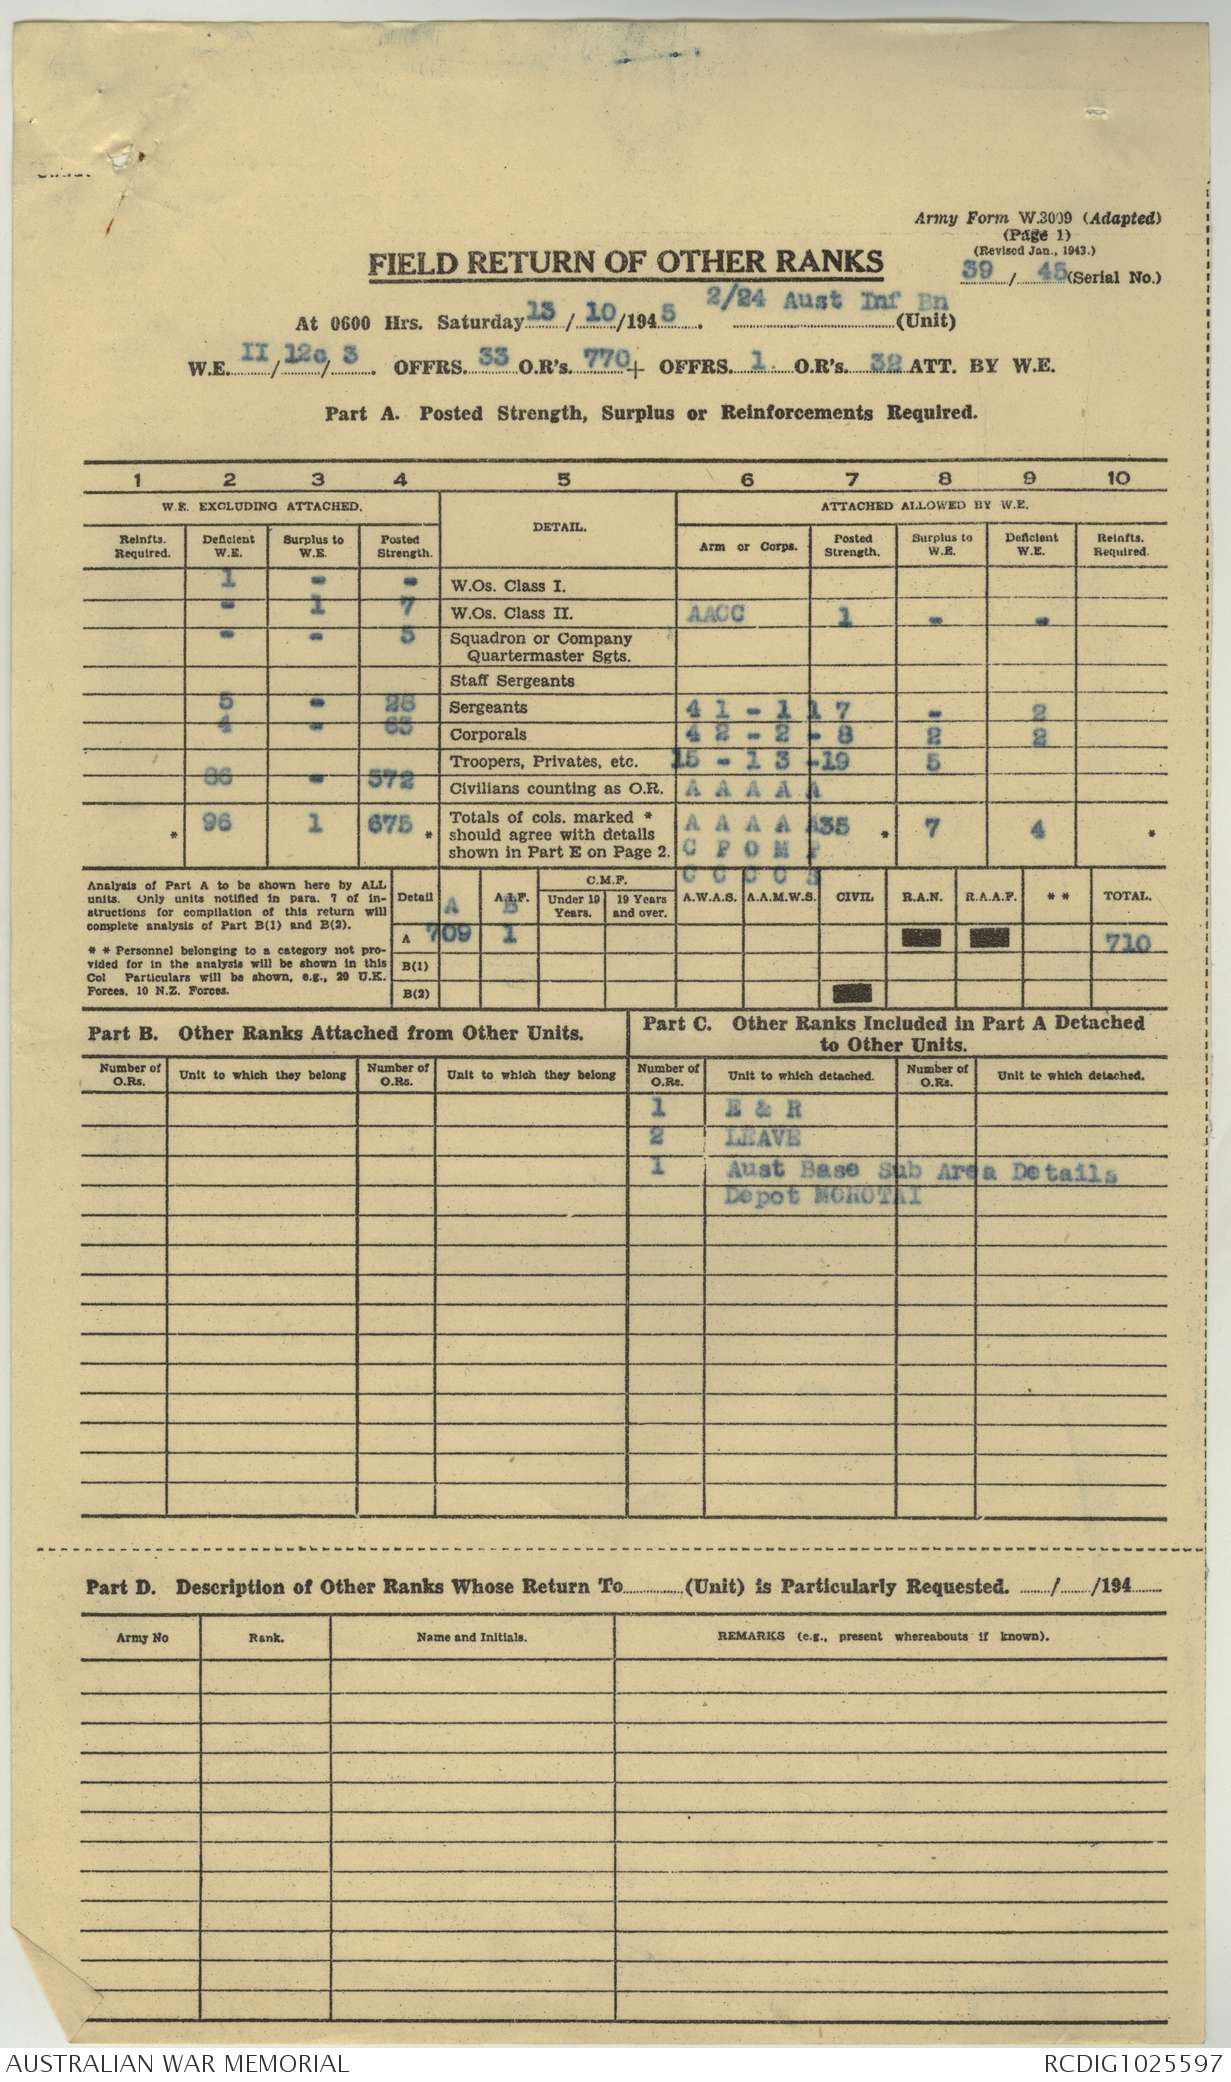 Army Form W.3009 (Adapted)
(Page 1)
(Revised Jan., 1943.)
FIELD RETURN OF OTHER RANKS
39 / 45 (Serial No.)
At 0600 Hrs. Saturday 13 / 10 /194 5 . 2/24 Aust Inf Bn (Unit)
W.E. II / 12c / 3 . OFFRS. 33 O.R's. 770 + OFFRS. 1. O.R's. 32 ATT. BY W.E.
Part A. Posted Strength, Surplus or Reinforcements Required.
1 2 3 4 5 6 7 8 9 10
W.E. EXCLUDING ATTACHED. DETAIL. ATTACHED ALLOWED BY W.E.
Reinfts. Required. Deficient W.E. Surplus to W.E. Posted Strength. Arm or Corps. Posted Strength. Surplus to W.E. Deficient W.E. Reinfts. Required.
1 - - W.Os. Class I.
- 1 7 W.Os. Class II. AACC 1 - -
- - 5 Squadron or Company Quartermaster Sgts.
Staff Sergeants
5 - 28 Sergeants 4 1 - 1 1 7 - 2
4 - 63 Corporals 4 2 - 2 - 8 2 2
Troopers, Privates, etc. 15 - 1 3 -19 5
86 - 572 Civilians counting as O.R. A A A A A
* 96 1 675 * Totals of cols. marked * should agree with details shown in Part E on Page 2. A A A A A 35 * 7 4 *
C P O M P
C C C C S
Analysis of Part A to be shown here by ALL units. Only units notified in para. 7 of instructions for compilation of this return will complete analysis of Part B(1) and B(2).
* * Personnel belonging to a category not provided for in the analysis will be shown in this Col Particulars will be shown, e.g., 20 U.K. Forces, 10 N.Z. Forces.
Detail A A.I.F. B C.M.F. Under 19 Years. 19 Years and over. A.W.A.S. A.A.M.W.S. CIVIL R.A.N. R.A.A.F. * * TOTAL.
A 709 1 710
B(1)
B(2)
Part B. Other Ranks Attached from Other Units.
Part C. Other Ranks Included in Part A Detached to Other Units.
Number of O.Rs. Unit to which they belong Number of O.Rs. Unit to which they belong Number of O.Rs. Unit to which detached. Number of O.Rs. Unit to which detached.
1 E & R
2 LEAVE
1 Aust Base Sub Area Details
Depot MOROTAI
Part D. Description of Other Ranks Whose Return To (Unit) is Particularly Requested. / /194
Army No Rank. Name and Initials. REMARKS (e.g., present whereabouts if known).
AUSTRALIAN WAR MEMORIAL RCDIG1025597